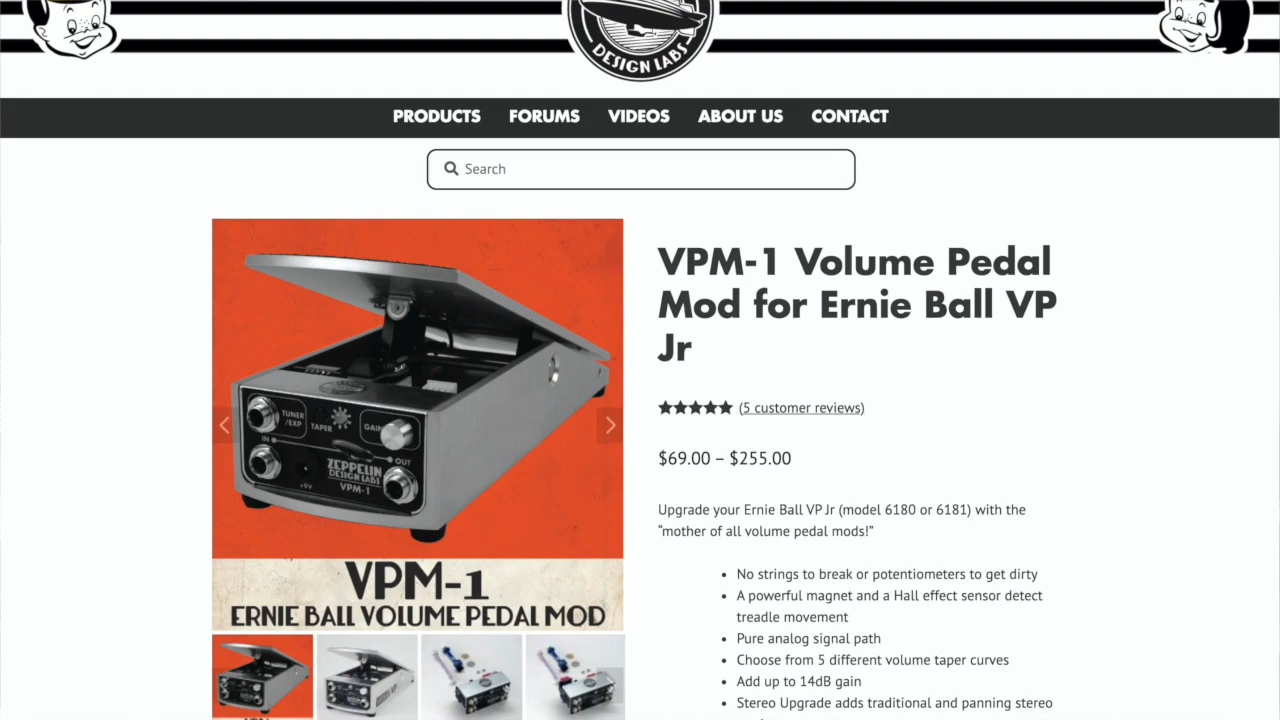 DESIGN LABS
PRODUCTS FORUMS VIDEOS ABOUT US CONTACT
Search
TUNER
/EXP
TAPER
GAIN
IN
OUT
ZEPPELIN
DESIGN LABS
+9V
VPM-1
VPM-1
ERNIE BALL VOLUME PEDAL MOD
VPM-1 Volume Pedal
Mod for Ernie Ball VP
Jr
(5 customer reviews)
$69.00 – $255.00
Upgrade your Ernie Ball VP Jr (model 6180 or 6181) with the
“mother of all volume pedal mods!”
• No strings to break or potentiometers to get dirty
• A powerful magnet and a Hall effect sensor detect
treadle movement
• Pure analog signal path
• Choose from 5 different volume taper curves
• Add up to 14dB gain
• Stereo Upgrade adds traditional and panning stereo